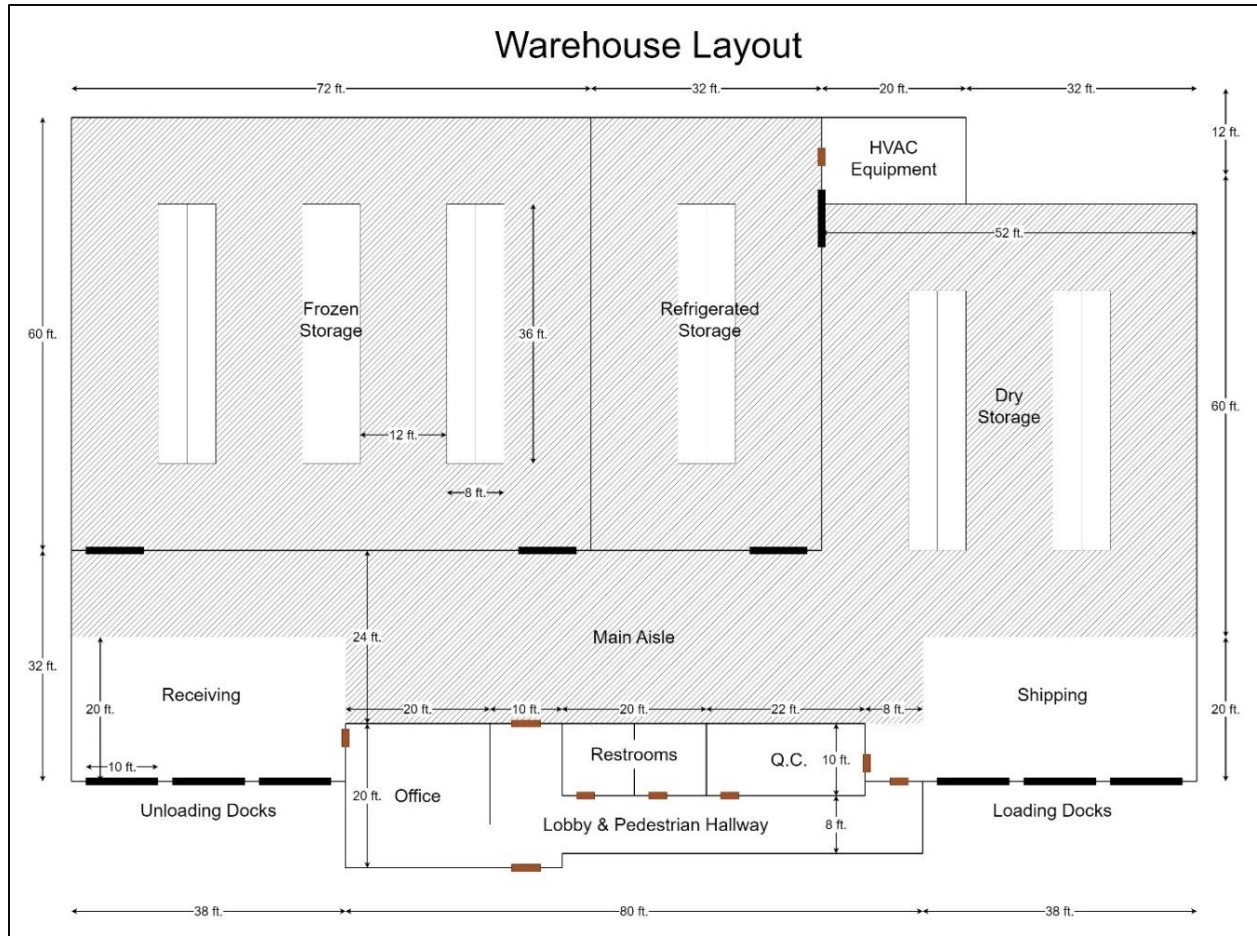 Warehouse Layout
72 ft.
32 ft.
20 ft.
32 ft.
12 ft.
HVAC
Equipment
52 ft.
60 ft.
Frozen
Storage
36 ft.
Refrigerated
Storage
Dry
Storage
60 ft.
12 ft.
8 ft.
32 ft.
24 ft.
Main Aisle
20 ft.
Receiving
Shipping
20 ft.
20 ft.
10 ft.
20 ft.
22 ft.
8 ft.
10 ft.
Restrooms
Q.C.
10 ft.
Unloading Docks
20 ft.
Office
Lobby & Pedestrian Hallway
8 ft.
Loading Docks
38 ft.
80 ft.
38 ft.